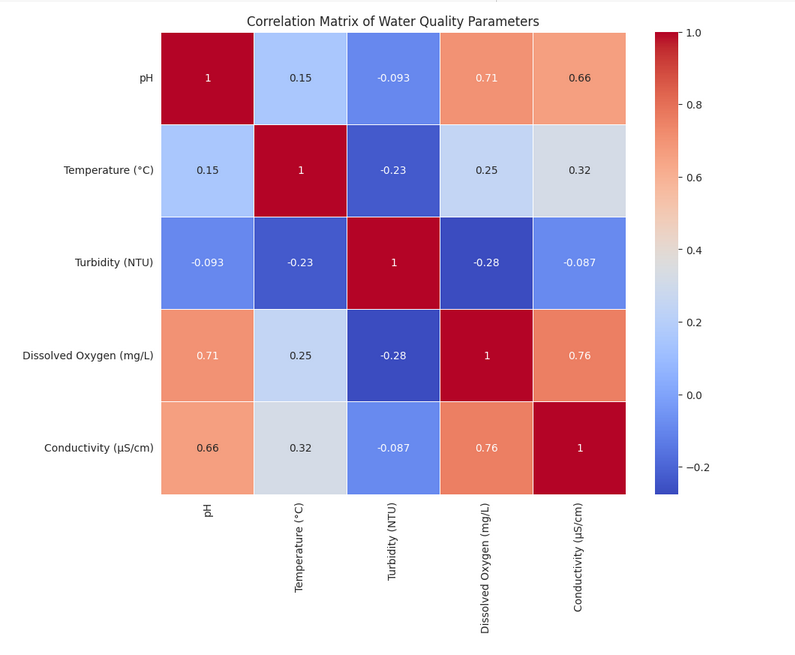 Correlation Matrix of Water Quality Parameters
pH 1 0.15 -0.093 0.71 0.66
Temperature (°C) 0.15 1 -0.23 0.25 0.32
Turbidity (NTU) -0.093 -0.23 1 -0.28 -0.087
Dissolved Oxygen (mg/L) 0.71 0.25 -0.28 1 0.76
Conductivity (µS/cm) 0.66 0.32 -0.087 0.76 1
pH
Temperature (°C)
Turbidity (NTU)
Dissolved Oxygen (mg/L)
Conductivity (µS/cm)
1.0
0.8
0.6
0.4
0.2
0.0
−0.2